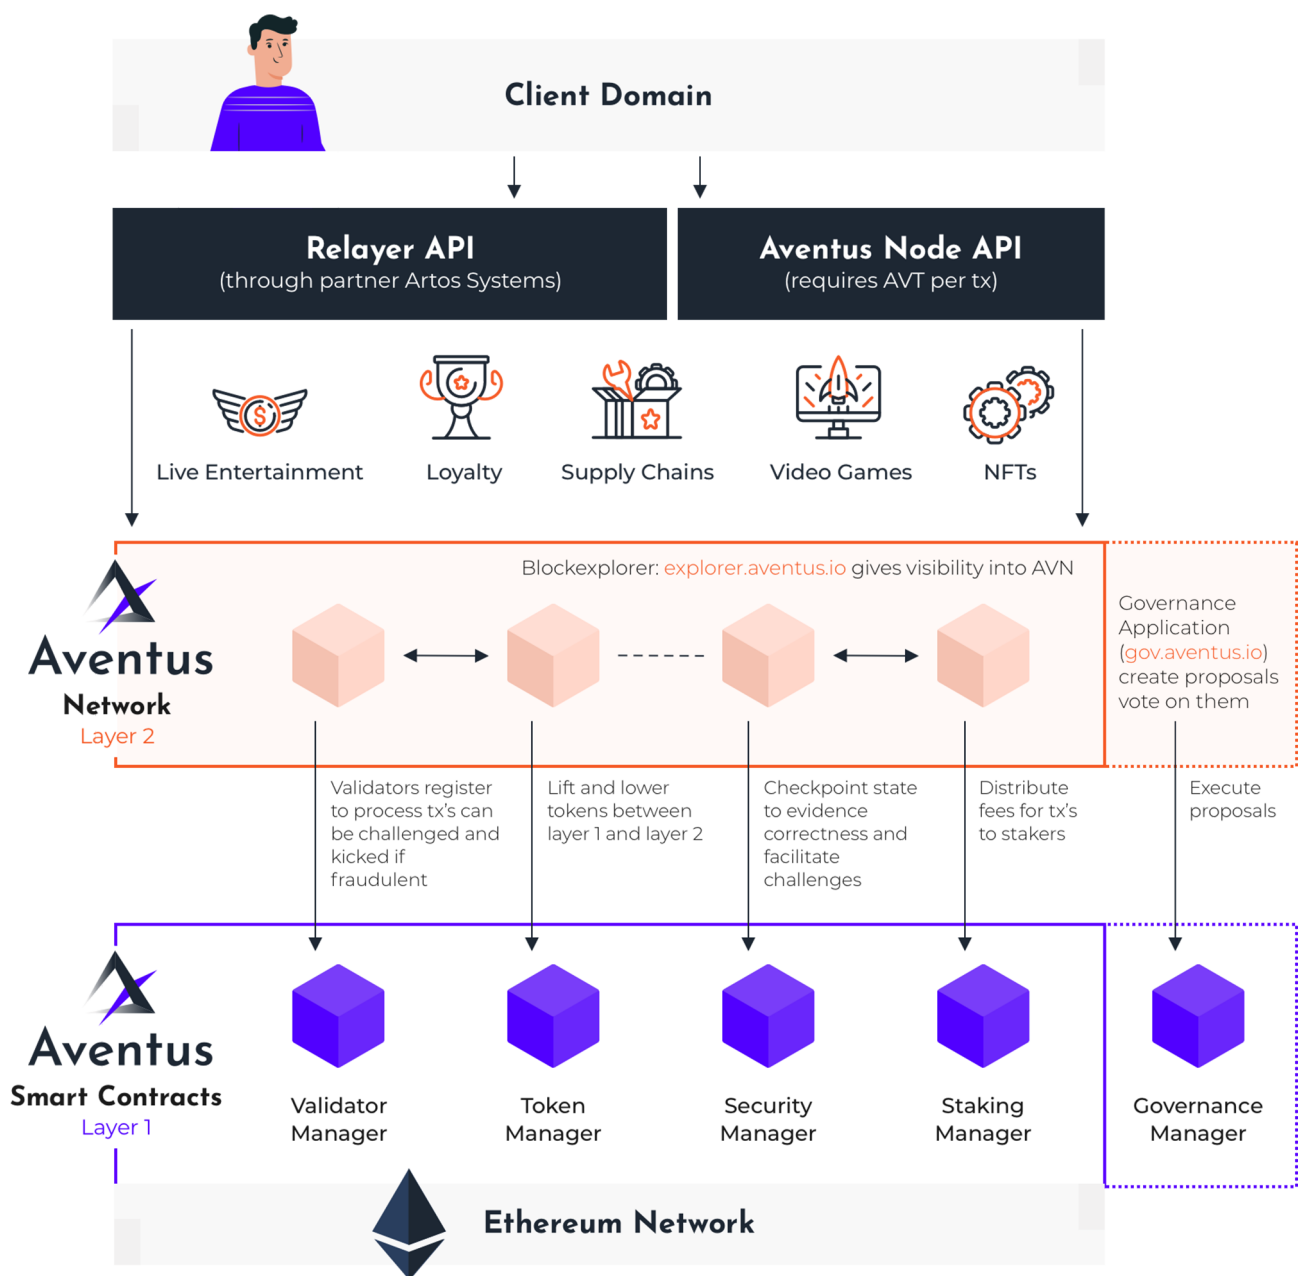 Client Domain
Relayer API
(through partner Artos Systems)
Aventus Node API
(requires AVT per tx)
Live Entertainment
Loyalty
Supply Chains
Video Games
NFTs
Blockexplorer: explorer.aventus.io gives visibility into AVN
Aventus
Network
Layer 2
Governance
Application
(gov.aventus.io)
create proposals
vote on them
Validators register
to process tx's can
be challenged and
kicked if
fraudulent
Lift and lower
tokens between
layer 1 and layer 2
Checkpoint state
to evidence
correctness and
facilitate
challenges
Distribute
fees for tx's
to stakers
Execute
proposals
Aventus
Smart Contracts
Layer 1
Validator
Manager
Token
Manager
Security
Manager
Staking
Manager
Governance
Manager
Ethereum Network